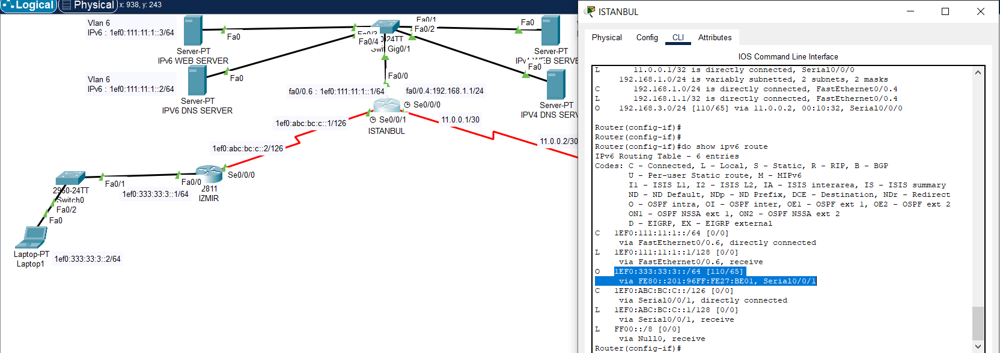 Logical
Physical
x: 938, y: 243
Vlan 6
IPv6 : 1ef0:111:11:1::3/64
Fa0
Server-PT
IPv6 WEB SERVER
Vlan 6
IPv6 : 1ef0:111:11:1::2/64
Fa0
Server-PT
IPV6 DNS SERVER
Fa0/1
Fa0/2
Fa0/3
Fa0/4
24TT
Gig0/1
Fa0
Server-PT
WEB SERVE
Fa0
Server-PT
IPV4 DNS SERV
Fa0/0
fa0/0.6 : 1ef0:111:11:1::1/64
fa0/0.4:192.168.1.1/24
Se0/0/0
Se0/0/1
ISTANBUL
1ef0:abc:bc:c::1/126
11.0.0.1/30
11.0.0.2/30
1ef0:abc:bc:c::2/126
Se0/0/0
Fa0/0
2811
IZMIR
Fa0/1
1ef0:333:33:3::1/64
2960-24TT
Switch0
Fa0/2
Fa0
Laptop-PT
Laptop1
1ef0:333:33:3::2/64
ISTANBUL
Physical Config CLI Attributes
IOS Command Line Interface
L 11.0.0.1/32 is directly connected, Serial0/0/0
192.168.1.0/24 is variably subnetted, 2 subnets, 2 masks
C 192.168.1.0/24 is directly connected, FastEthernet0/0.4
L 192.168.1.1/32 is directly connected, FastEthernet0/0.4
O 192.168.3.0/24 [110/65] via 11.0.0.2, 00:10:32, Serial0/0/0
Router(config-if)#
Router(config-if)#
Router(config-if)#do show ipv6 route
IPv6 Routing Table - 6 entries
Codes: C - Connected, L - Local, S - Static, R - RIP, B - BGP
U - Per-user Static route, M - MIPv6
I1 - ISIS L1, I2 - ISIS L2, IA - ISIS interarea, IS - ISIS summary
ND - ND Default, NDp - ND Prefix, DCE - Destination, NDr - Redirect
O - OSPF intra, OI - OSPF inter, OE1 - OSPF ext 1, OE2 - OSPF ext 2
ON1 - OSPF NSSA ext 1, ON2 - OSPF NSSA ext 2
D - EIGRP, EX - EIGRP external
C 1EF0:111:11:1::/64 [0/0]
via FastEthernet0/0.6, directly connected
L 1EF0:111:11:1::1/128 [0/0]
via FastEthernet0/0.6, receive
O 1EF0:333:33:3::/64 [110/65]
via FE80::201:96FF:FE27:BE01, Serial0/0/1
C 1EF0:ABC:BC:C::/126 [0/0]
via Serial0/0/1, directly connected
L 1EF0:ABC:BC:C::1/128 [0/0]
via Serial0/0/1, receive
L FF00::/8 [0/0]
via Null0, receive
Router(config-if)#